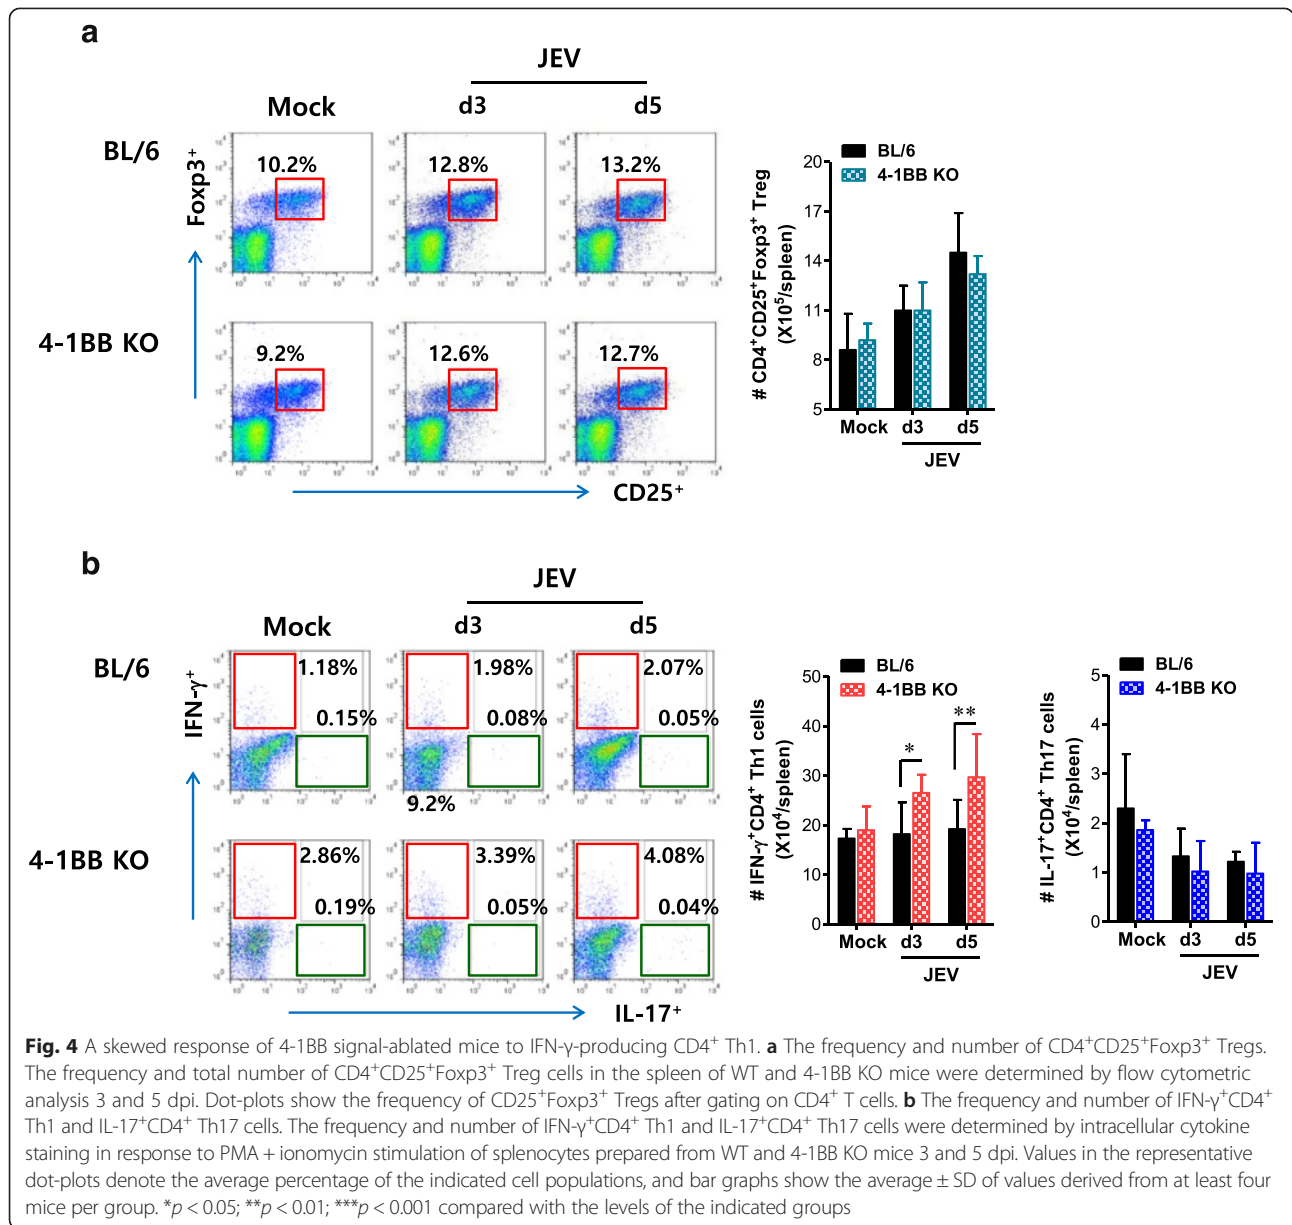 a
JEV
Mock d3 d5
BL/6
Foxp3⁺
10.2% 12.8% 13.2%
4-1BB KO
9.2% 12.6% 12.7%
CD25⁺
BL/6
4-1BB KO
# CD4⁺CD25⁺Foxp3⁺ Treg
(X10⁵/spleen)
20
17
14
11
8
5
Mock d3 d5
JEV
b
JEV
Mock d3 d5
BL/6
IFN-γ⁺
1.18% 1.98% 2.07%
0.15% 0.08% 0.05%
9.2%
4-1BB KO
2.86% 3.39% 4.08%
0.19% 0.05% 0.04%
IL-17⁺
BL/6
4-1BB KO
# IFN-γ⁺CD4⁺ Th1 cells
(X10⁴/spleen)
50
40
30
20
10
0
* **
Mock d3 d5
JEV
BL/6
4-1BB KO
# IL-17⁺CD4⁺ Th17 cells
(X10⁴/spleen)
5
4
3
2
1
0
Mock d3 d5
JEV
Fig. 4 A skewed response of 4-1BB signal-ablated mice to IFN-γ-producing CD4⁺ Th1. a The frequency and number of CD4⁺CD25⁺Foxp3⁺ Tregs.
The frequency and total number of CD4⁺CD25⁺Foxp3⁺ Treg cells in the spleen of WT and 4-1BB KO mice were determined by flow cytometric
analysis 3 and 5 dpi. Dot-plots show the frequency of CD25⁺Foxp3⁺ Tregs after gating on CD4⁺ T cells. b The frequency and number of IFN-γ⁺CD4⁺
Th1 and IL-17⁺CD4⁺ Th17 cells. The frequency and number of IFN-γ⁺CD4⁺ Th1 and IL-17⁺CD4⁺ Th17 cells were determined by intracellular cytokine
staining in response to PMA + ionomycin stimulation of splenocytes prepared from WT and 4-1BB KO mice 3 and 5 dpi. Values in the representative
dot-plots denote the average percentage of the indicated cell populations, and bar graphs show the average ± SD of values derived from at least four
mice per group. *p < 0.05; **p < 0.01; ***p < 0.001 compared with the levels of the indicated groups